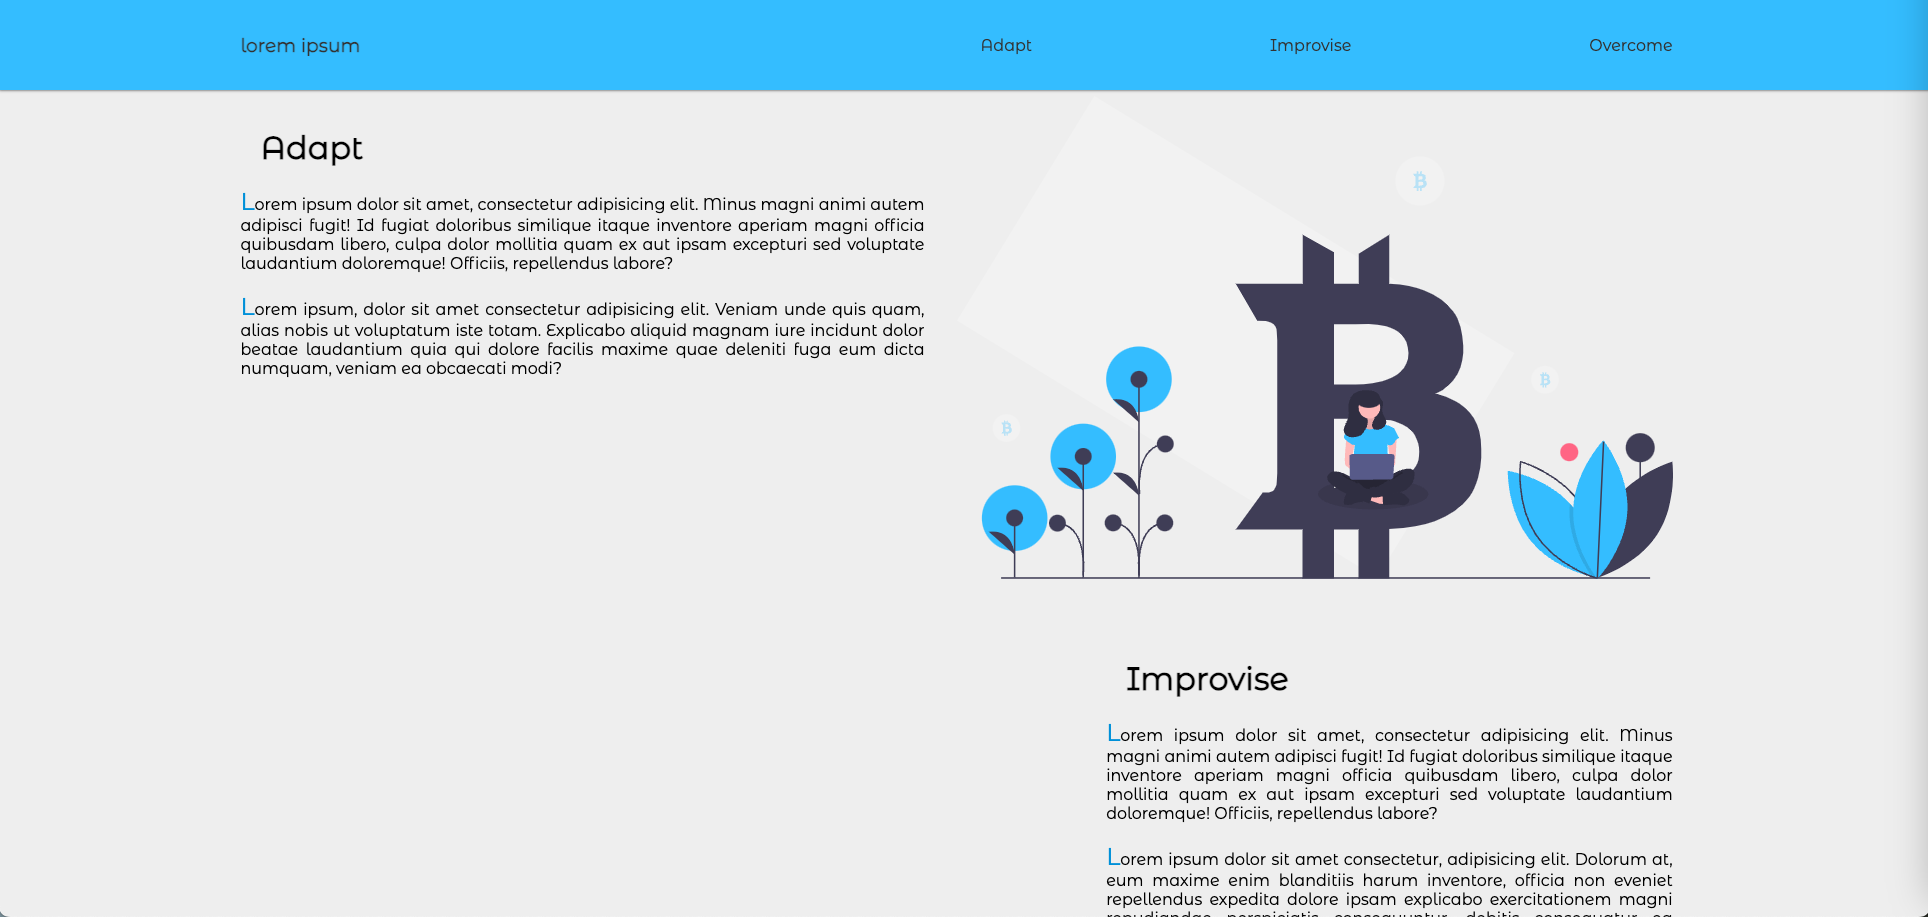 lorem ipsum
Adapt
Improvise
Overcome
Adapt
Lorem ipsum dolor sit amet, consectetur adipisicing elit. Minus magni animi autem
adipisci fugit! Id fugiat doloribus similique itaque inventore aperiam magni officia
quibusdam libero, culpa dolor mollitia quam ex aut ipsam excepturi sed voluptate
laudantium doloremque! Officiis, repellendus labore?
Lorem ipsum, dolor sit amet consectetur adipisicing elit. Veniam unde quis quam,
alias nobis ut voluptatum iste totam. Explicabo aliquid magnam iure incidunt dolor
beatae laudantium quia qui dolore facilis maxime quae deleniti fuga eum dicta
numquam, veniam ea obcaecati modi?
Improvise
Lorem ipsum dolor sit amet, consectetur adipisicing elit. Minus
magni animi autem adipisci fugit! Id fugiat doloribus similique itaque
inventore aperiam magni officia quibusdam libero, culpa dolor
mollitia quam ex aut ipsam excepturi sed voluptate laudantium
doloremque! Officiis, repellendus labore?
Lorem ipsum dolor sit amet consectetur, adipisicing elit. Dolorum at,
eum maxime enim blanditiis harum inventore, officia non eveniet
repellendus expedita dolore ipsam explicabo exercitationem magni